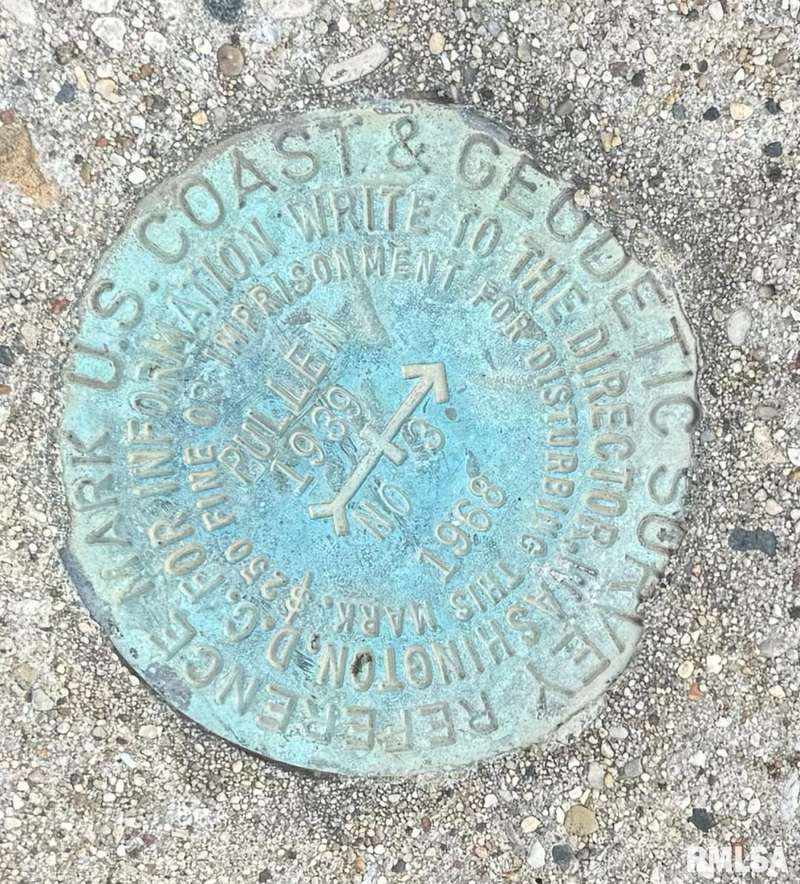 U.S. COAST & GEODETIC SURVEY
REFERENCE MARK
FOR INFORMATION WRITE TO THE DIRECTOR, WASHINGTON, D.C.
$250 FINE OR IMPRISONMENT FOR DISTURBING THIS MARK.
PULLEN
1939
NO 3
1968
RMLSA